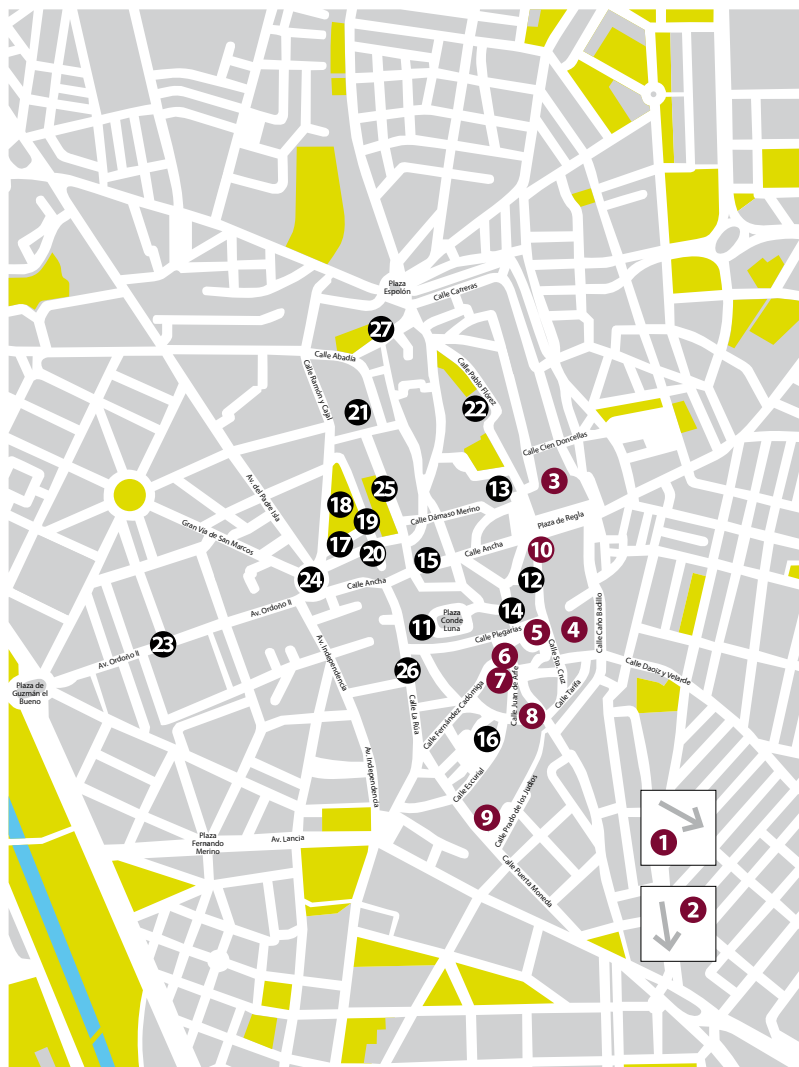 Plaza
Espolón
Calle Carreras
27
Calle Abadía
Calle Ramón y Cajal
Calle Pablo Flórez
21
22
Calle Cien Doncellas
3
Av. del Padre Isla
25
13
18
19
Calle Dámaso Merino
Plaza de Regla
Gran Vía de San Marcos
17
20
15
Calle Ancha
10
24
Calle Ancha
12
Av. Ordoño II
14
Calle Caño Badillo
11
Plaza
Conde
Luna
Calle Plegarias
5
4
23
Av. Ordoño II
Av. Independencia
6
Calle Sta. Cruz
26
7
Calle Daoiz y Velarde
Plaza de
Guzmán el
Bueno
Calle La Rúa
Calle Fernández Cadórniga
Calle Juan de Arfe
Calle Tarifa
8
16
Av. Independencia
Calle Escurial
Calle Prado de los Judíos
9
1
Plaza
Fernando
Merino
Av. Lancia
Calle Puerta Moneda
2